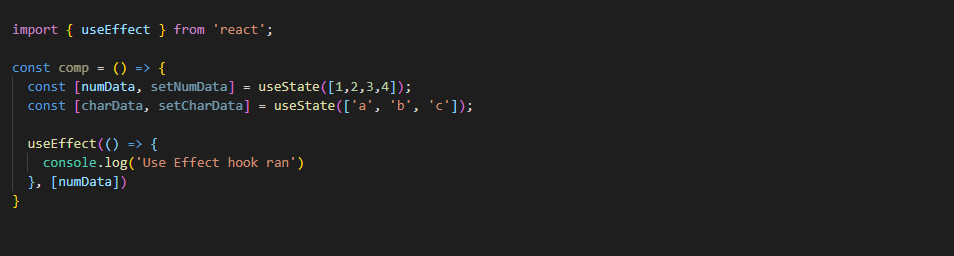 import { useEffect } from 'react';
const comp = () => {
const [numData, setNumData] = useState([1,2,3,4]);
const [charData, setCharData] = useState(['a', 'b', 'c']);
useEffect(() => {
console.log('Use Effect hook ran')
}, [numData])
}